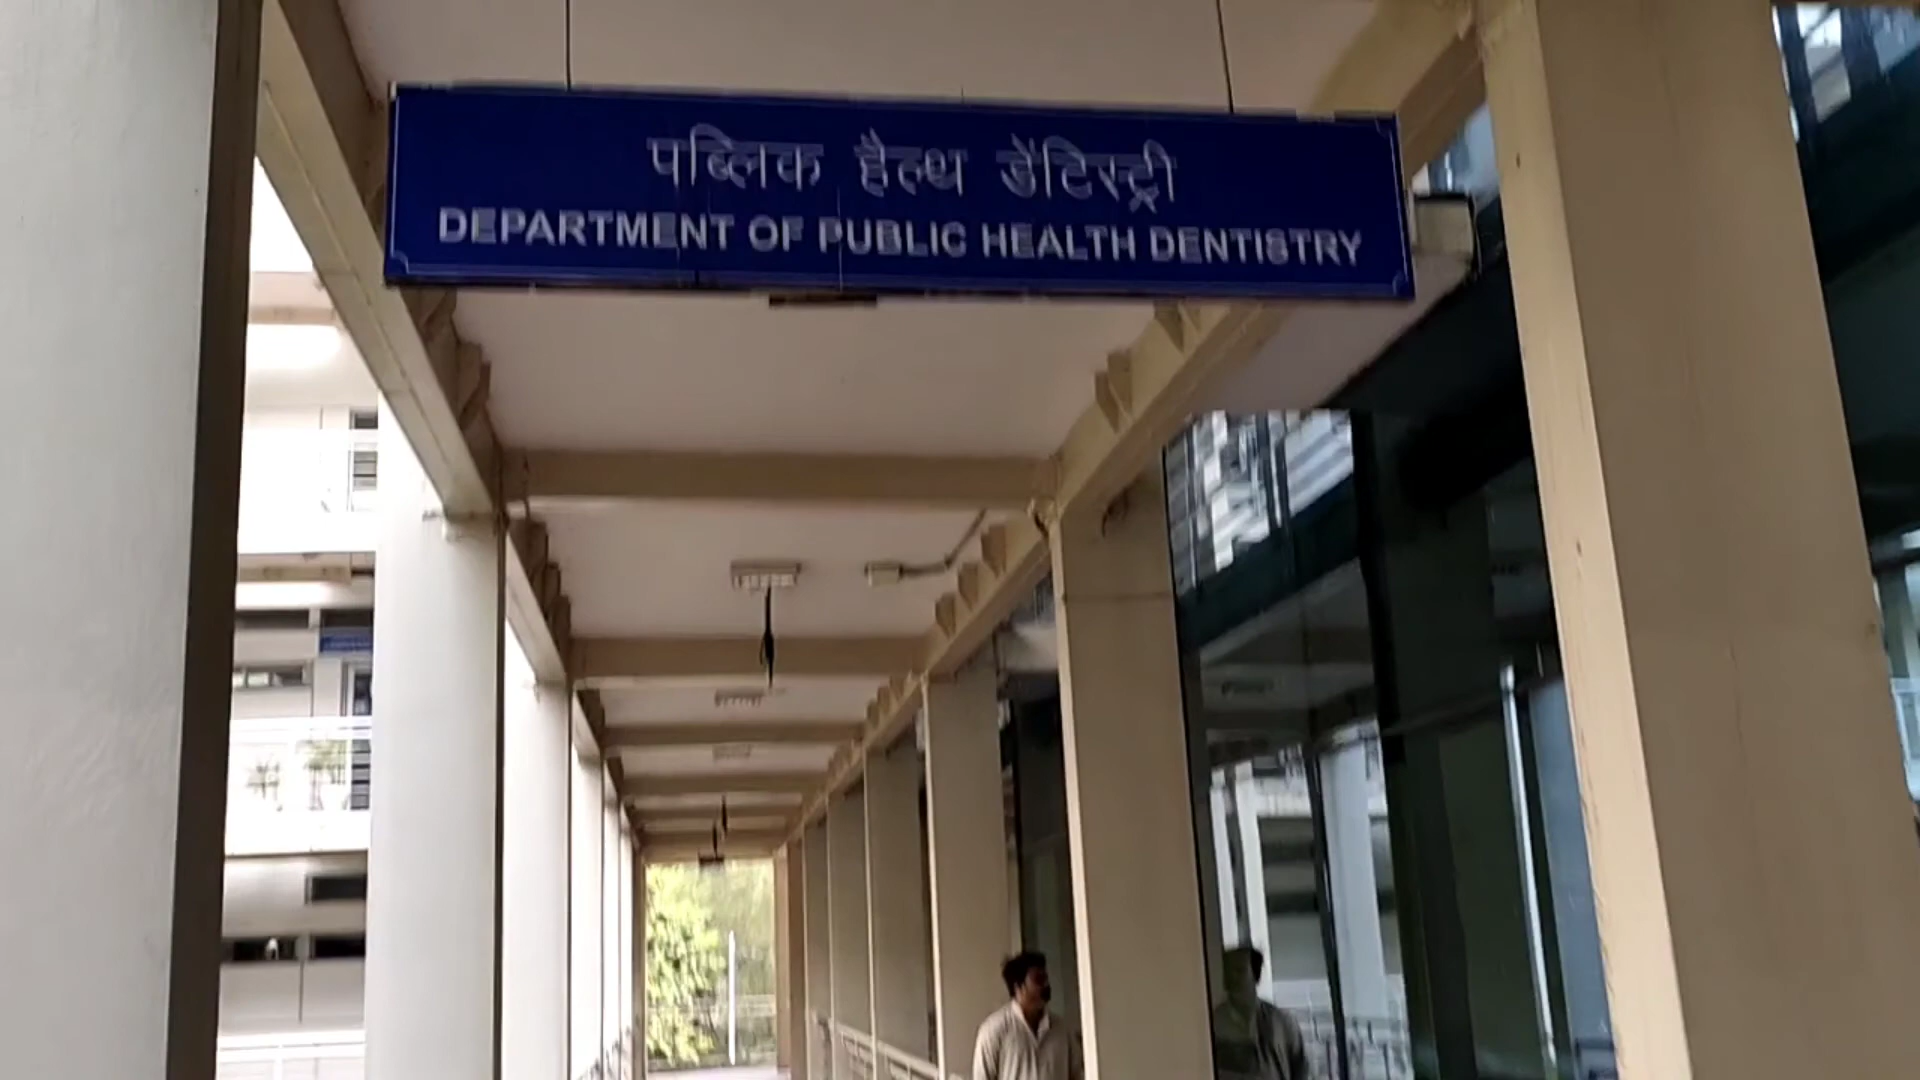 पब्लिक हैल्थ डेंटिस्ट्री
DEPARTMENT OF PUBLIC HEALTH DENTISTRY